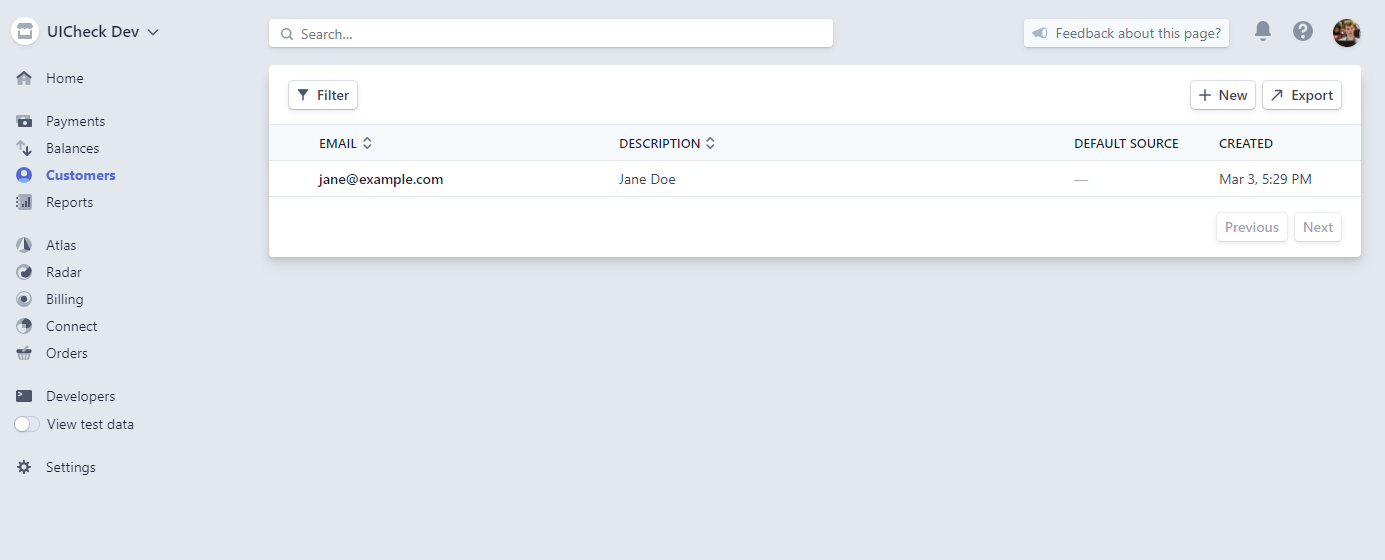 UICheck Dev
Search...
Feedback about this page?
Home
Payments
Balances
Customers
Reports
Atlas
Radar
Billing
Connect
Orders
Developers
View test data
Settings
Filter
New
Export
EMAIL DESCRIPTION DEFAULT SOURCE CREATED
jane@example.com Jane Doe — Mar 3, 5:29 PM
Previous Next